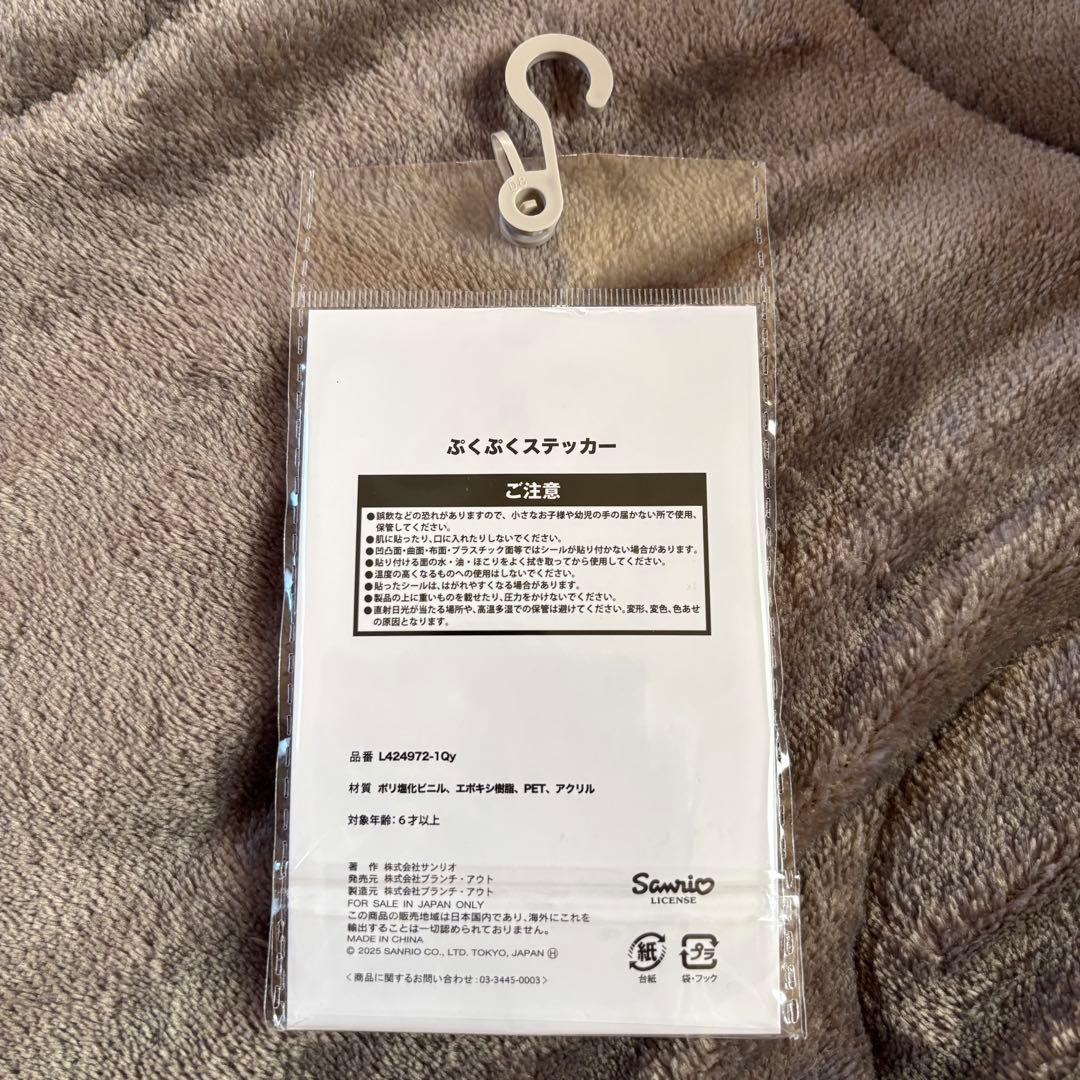 D8
ぷくぷくステッカー
ご注意
●誤飲などの恐れがありますので、小さなお子様や幼児の手の届かない所で使用、
保管してください。
●肌に貼ったり、口に入れたりしないでください。
●凹凸面・曲面・布面・プラスチック面等ではシールが貼り付かない場合があります。
●貼り付ける面の水・油・ほこりをよく拭き取ってから使用してください。
●温度の高くなるものへの使用はしないでください。
●貼ったシールは、はがれやすくなる場合があります。
●製品の上に重いものを載せたり、圧力をかけないでください。
●直射日光が当たる場所や、高温多湿での保管は避けてください。変形、変色、色あせ
の原因となります。
品番 L424972-1Qy
材質 ポリ塩化ビニル、エポキシ樹脂、PET、アクリル
対象年齢：6才以上
著 作 株式会社サンリオ
発売元 株式会社ブランチ・アウト
製造元 株式会社ブランチ・アウト
FOR SALE IN JAPAN ONLY
この商品の販売地域は日本国内であり、海外にこれを
輸出することは一切認められておりません。
MADE IN CHINA
© 2025 SANRIO CO., LTD. TOKYO, JAPAN Ⓗ
〈商品に関するお問い合わせ：03-3445-0003〉
Sanrio
LICENSE
紙
台紙
プラ
袋・フック